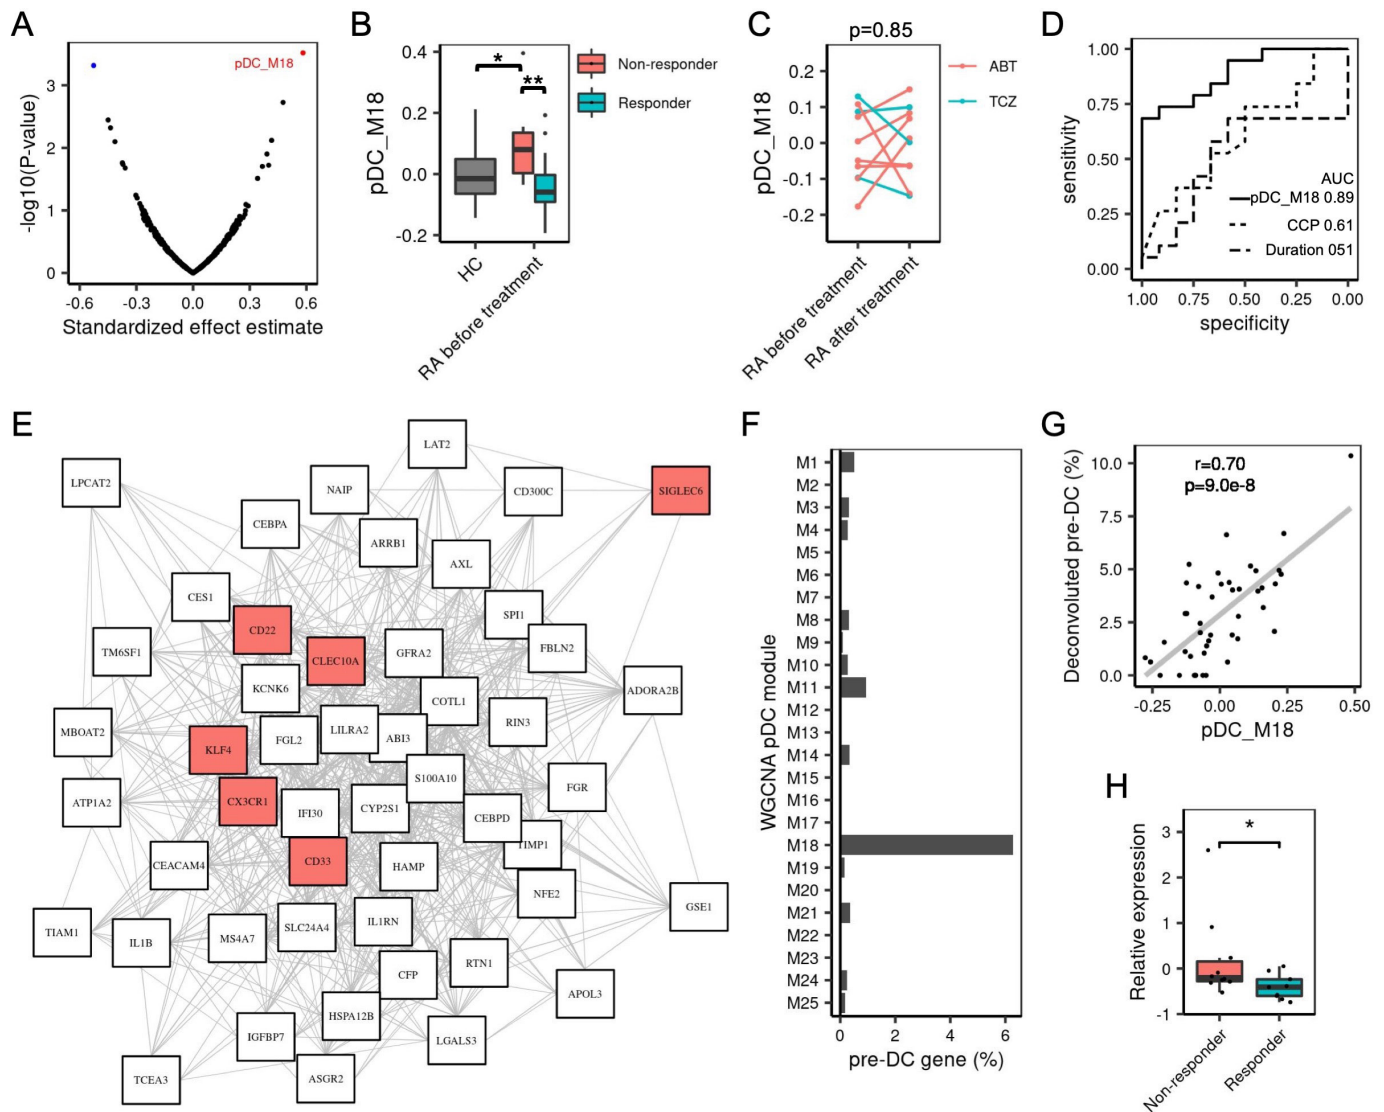 A
pDC_M18
-log10(P-value)
3
2
1
0
-0.6
-0.3
0.0
0.3
0.6
Standardized effect estimate
B
pDC_M18
0.4
0.2
0.0
-0.2
*
**
Non-responder
Responder
HC
RA before treatment
C
p=0.85
pDC_M18
0.2
0.1
0.0
-0.1
-0.2
ABT
TCZ
RA before treatment
RA after treatment
D
sensitivity
1.00
0.75
0.50
0.25
0.00
AUC
pDC_M18 0.89
CCP 0.61
Duration 051
1.00
0.75
0.50
0.25
0.00
specificity
E
LAT2
LPCAT2
NAIP
CD300C
SIGLEC6
CEBPA
ARRB1
AXL
CES1
SPI1
CD22
TM6SF1
CLEC10A
GFRA2
FBLN2
KCNK6
ADORA2B
COTL1
MBOAT2
KLF4
FGL2
LILRA2
ABI3
RIN3
S100A10
ATP1A2
CX3CR1
IFI30
CYP2S1
FGR
CEBPD
TIMP1
CEACAM4
CD33
HAMP
NFE2
GSE1
TIAM1
IL1B
MS4A7
SLC24A4
IL1RN
CFP
RTN1
APOL3
HSPA12B
IGFBP7
LGALS3
TCEA3
ASGR2
F
WGCNA pDC module
M1
M2
M3
M4
M5
M6
M7
M8
M9
M10
M11
M12
M13
M14
M15
M16
M17
M18
M19
M20
M21
M22
M23
M24
M25
0
2
4
6
pre-DC gene (%)
G
Deconvoluted pre-DC (%)
10.0
7.5
5.0
2.5
0.0
r=0.70
p=9.0e-8
-0.25
0.00
0.25
0.50
pDC_M18
H
Relative expression
3
2
1
0
-1
*
Non-responder
Responder